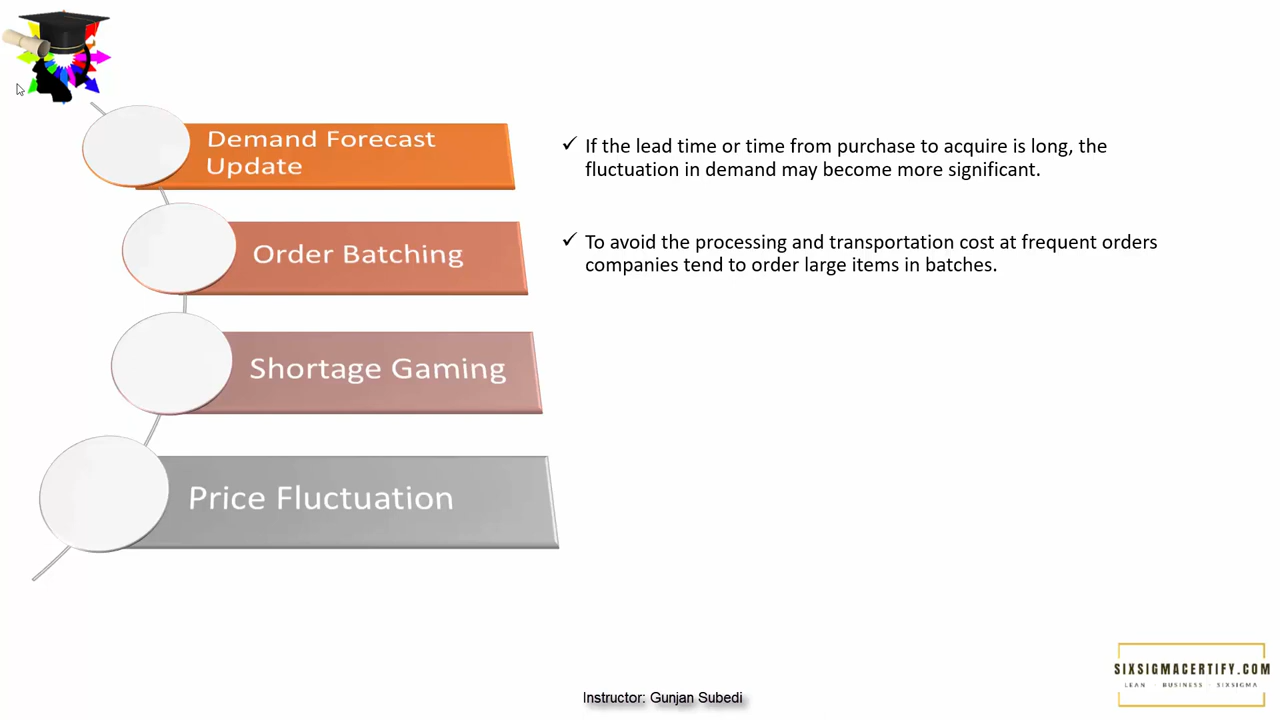 Demand Forecast
Update
✓ If the lead time or time from purchase to acquire is long, the
fluctuation in demand may become more significant.
Order Batching
✓ To avoid the processing and transportation cost at frequent orders
companies tend to order large items in batches.
Shortage Gaming
Price Fluctuation
SIXSIGMACERTIFY.COM
LEAN · BUSINESS · SIXSIGMA
Instructor: Gunjan Subedi